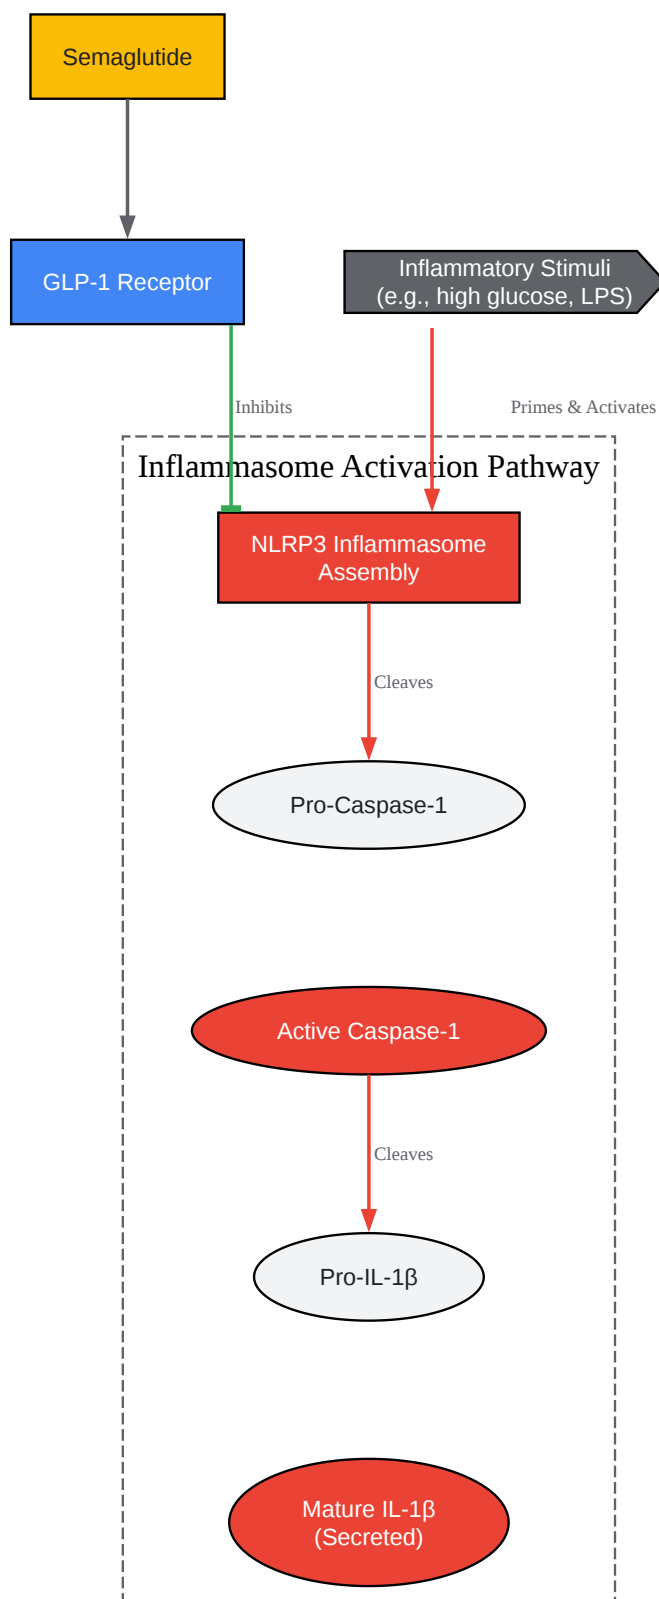 Semaglutide
GLP-1 Receptor
Inflammatory Stimuli
(e.g., high glucose, LPS)
Inhibits
Primes & Activates
Inflammasome Activation Pathway
NLRP3 Inflammasome
Assembly
Cleaves
Pro-Caspase-1
Active Caspase-1
Cleaves
Pro-IL-1β
Mature IL-1β
(Secreted)